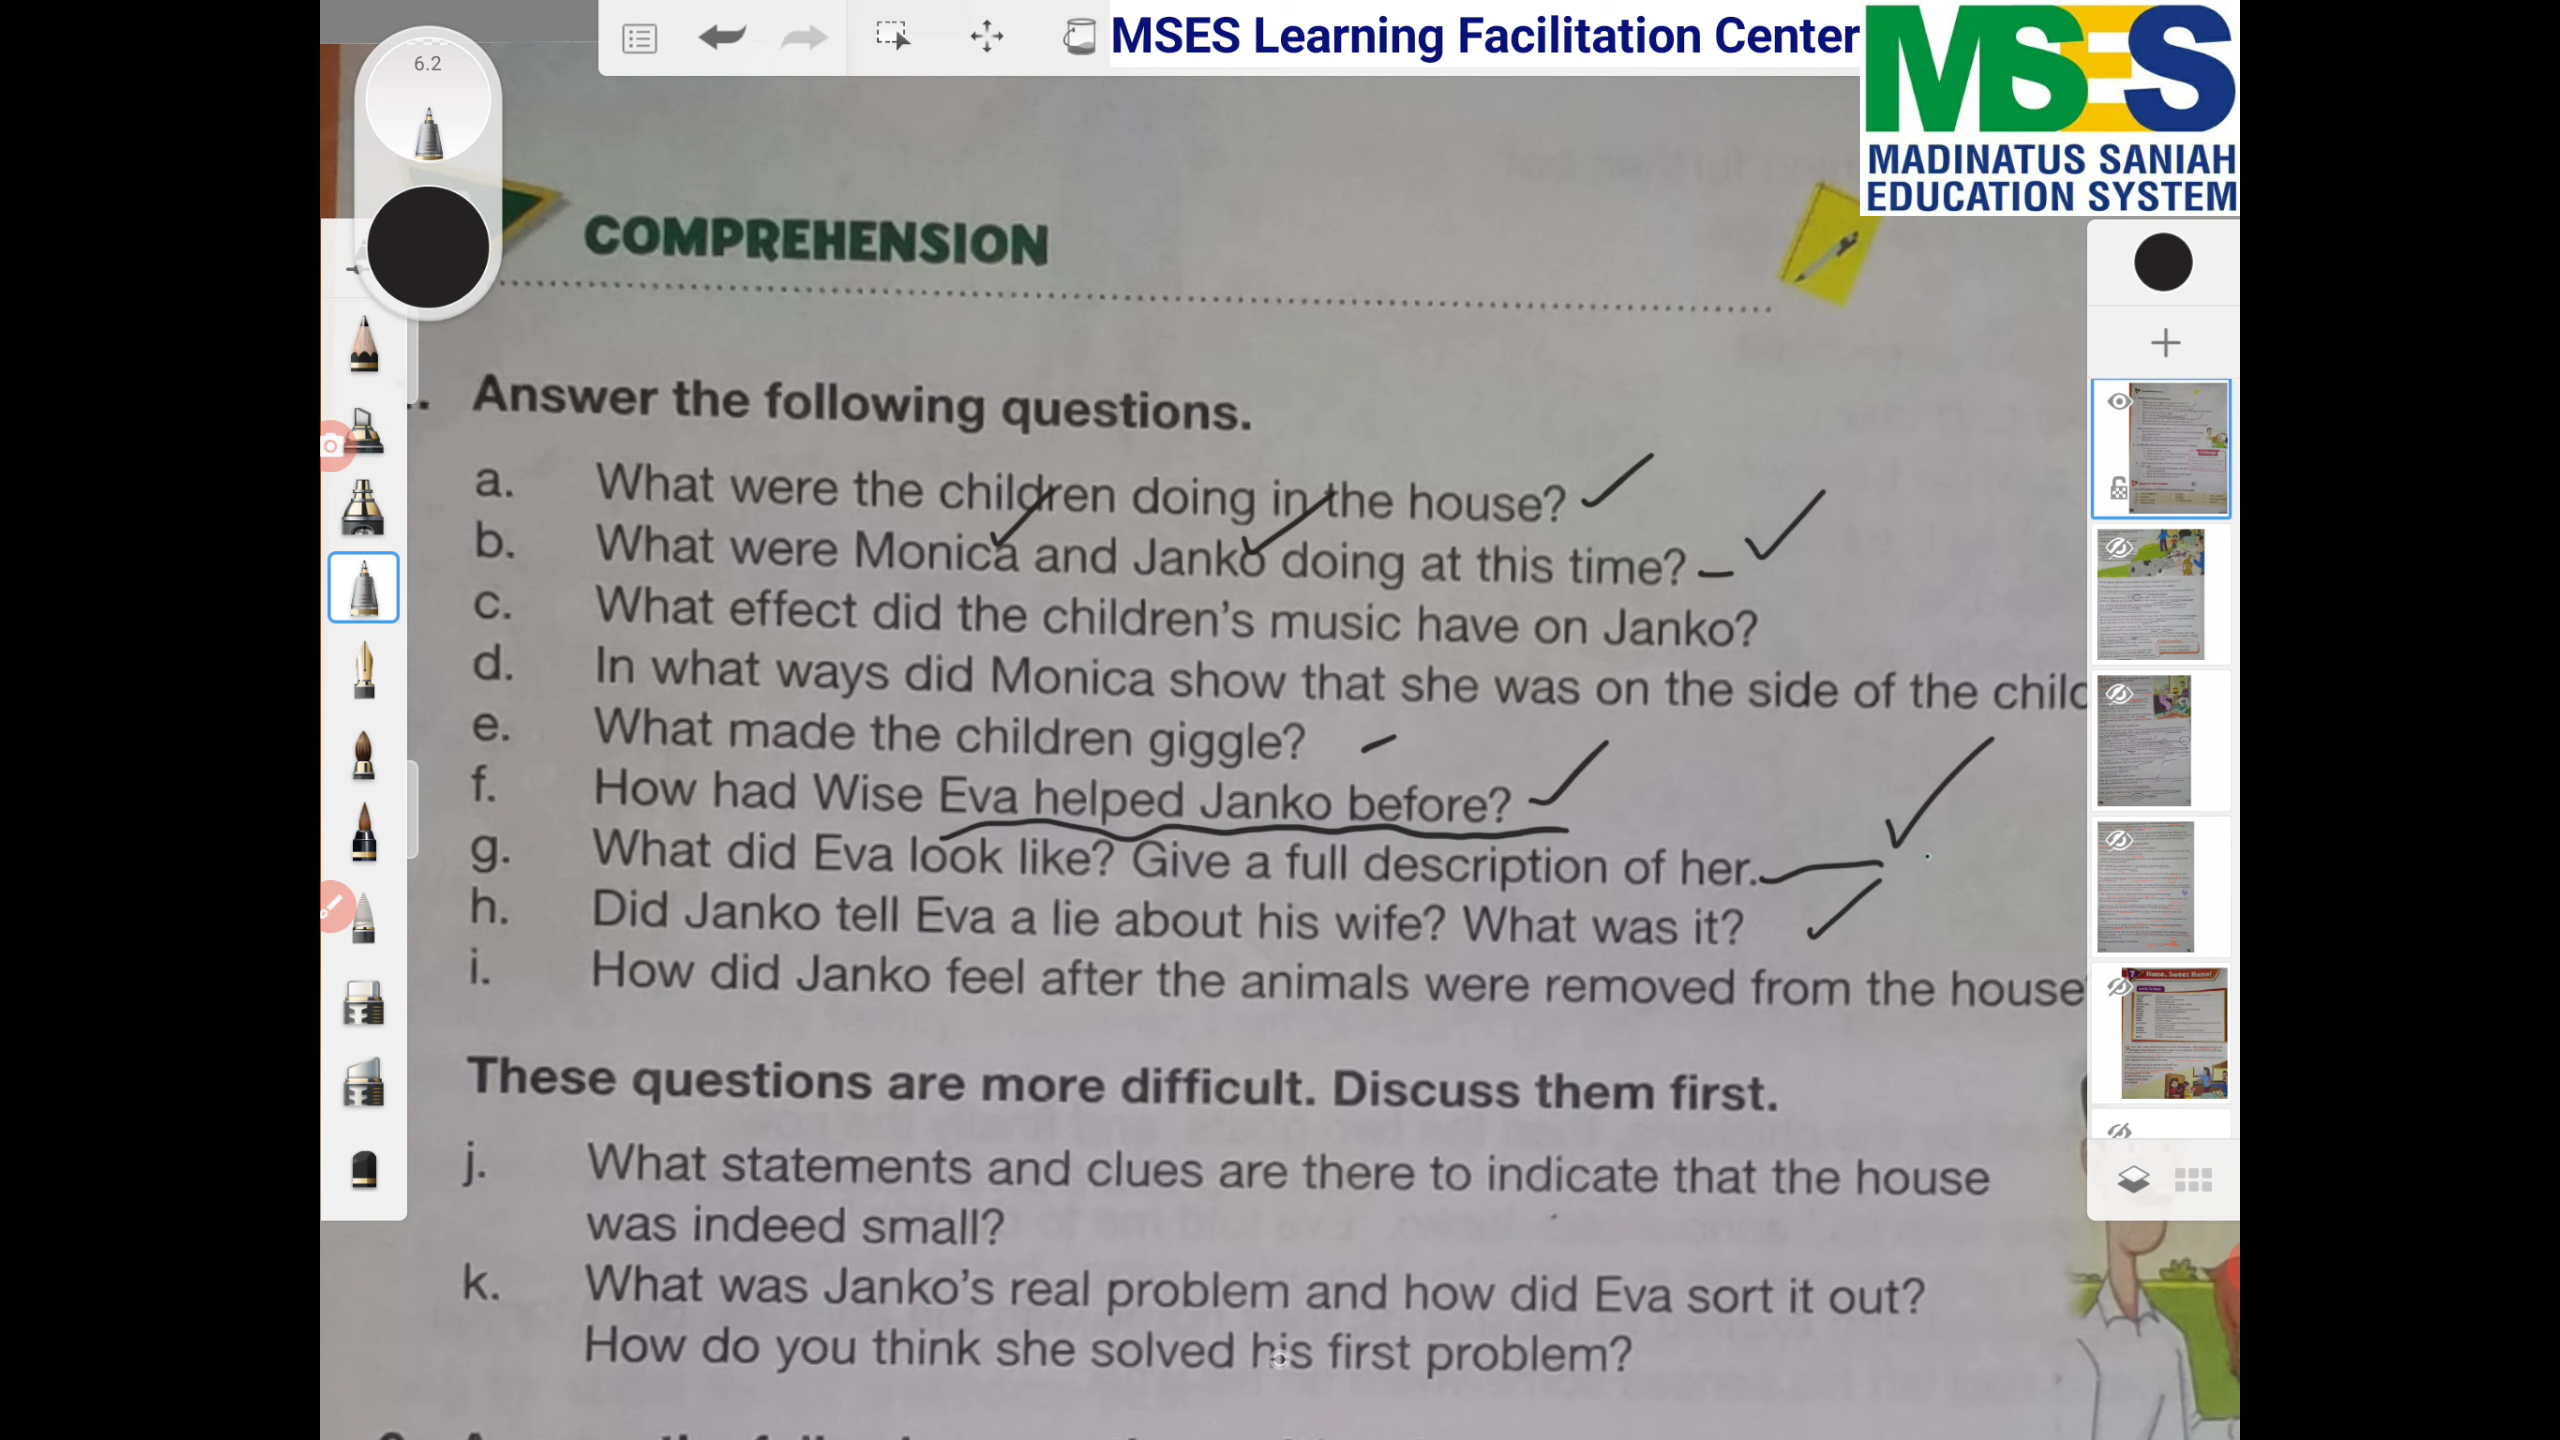 MSES Learning Facilitation Center
MSES
MADINATUS SANIAH
EDUCATION SYSTEM
6.2
COMPREHENSION
Answer the following questions.
a. What were the children doing in the house?
b. What were Monica and Janko doing at this time?
c. What effect did the children's music have on Janko?
d. In what ways did Monica show that she was on the side of the
e. What made the children giggle?
f. How had Wise Eva helped Janko before?
g. What did Eva look like? Give a full description of her.
h. Did Janko tell Eva a lie about his wife? What was it?
i. How did Janko feel after the animals were removed from the house
These questions are more difficult. Discuss them first.
j. What statements and clues are there to indicate that the house
was indeed small?
k. What was Janko's real problem and how did Eva sort it out?
How do you think she solved his first problem?
7 Home, Sweet Home!